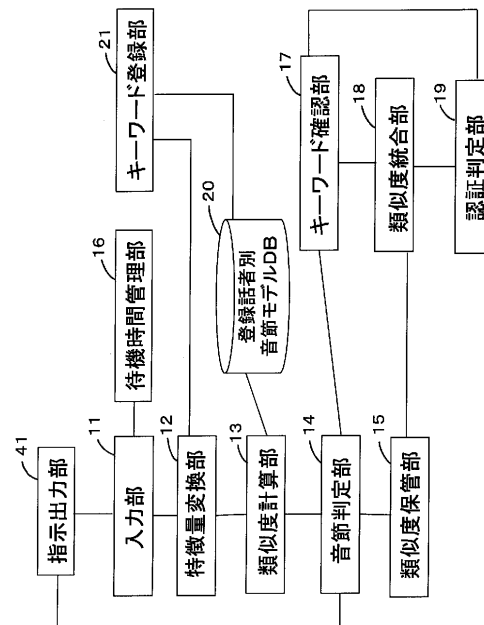 41
指示出力部
11
入力部
16
待機時間管理部
12
特徴量変換部
21
キーワード登録部
13
類似度計算部
20
登録話者別
音節モデルDB
14
音節判定部
17
キーワード確認部
15
類似度保管部
18
類似度統合部
19
認証判定部